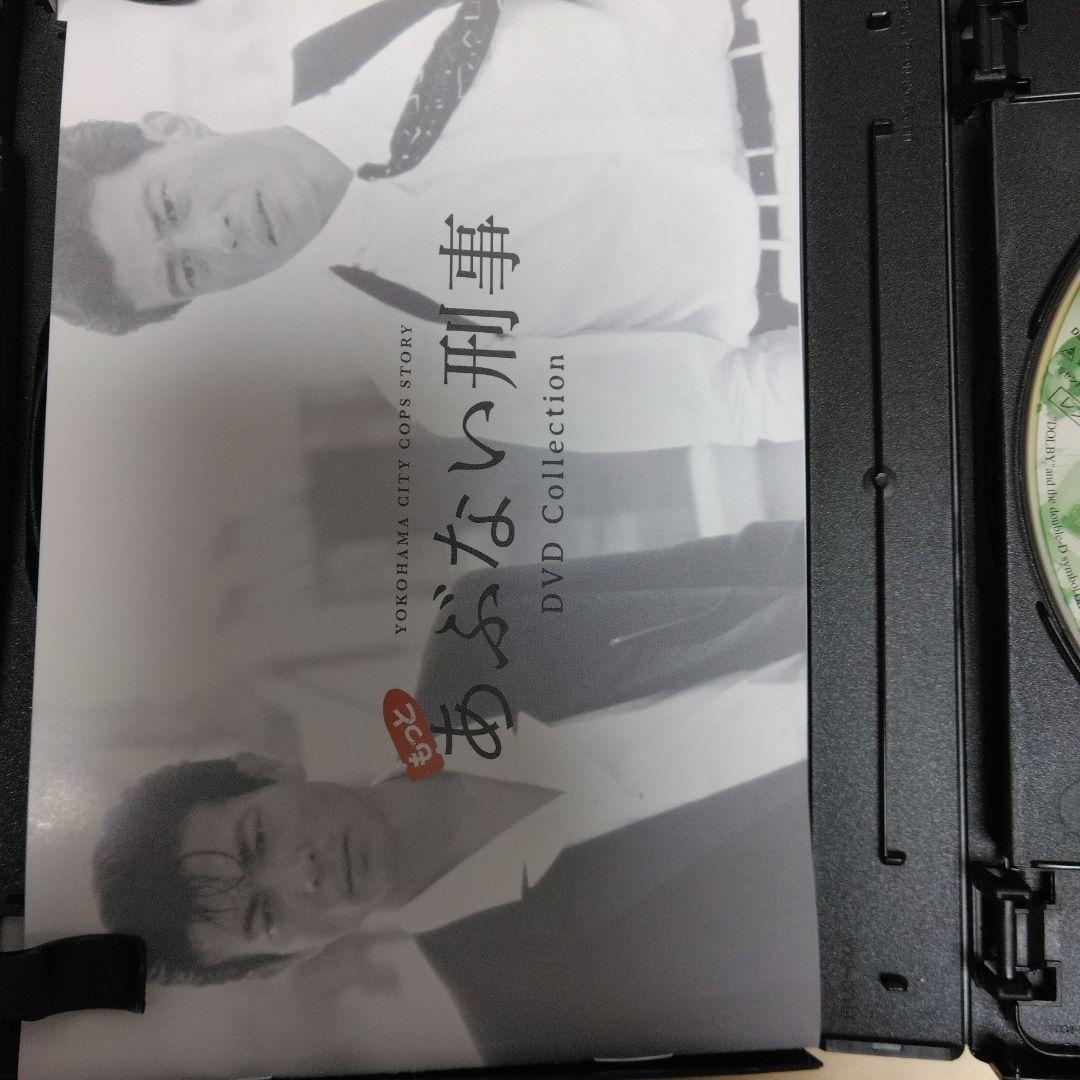 YOKOHAMA CITY COPS STORY
もっと
あぶない刑事
DVD Collection
"DOLBY" and the double-D symbol